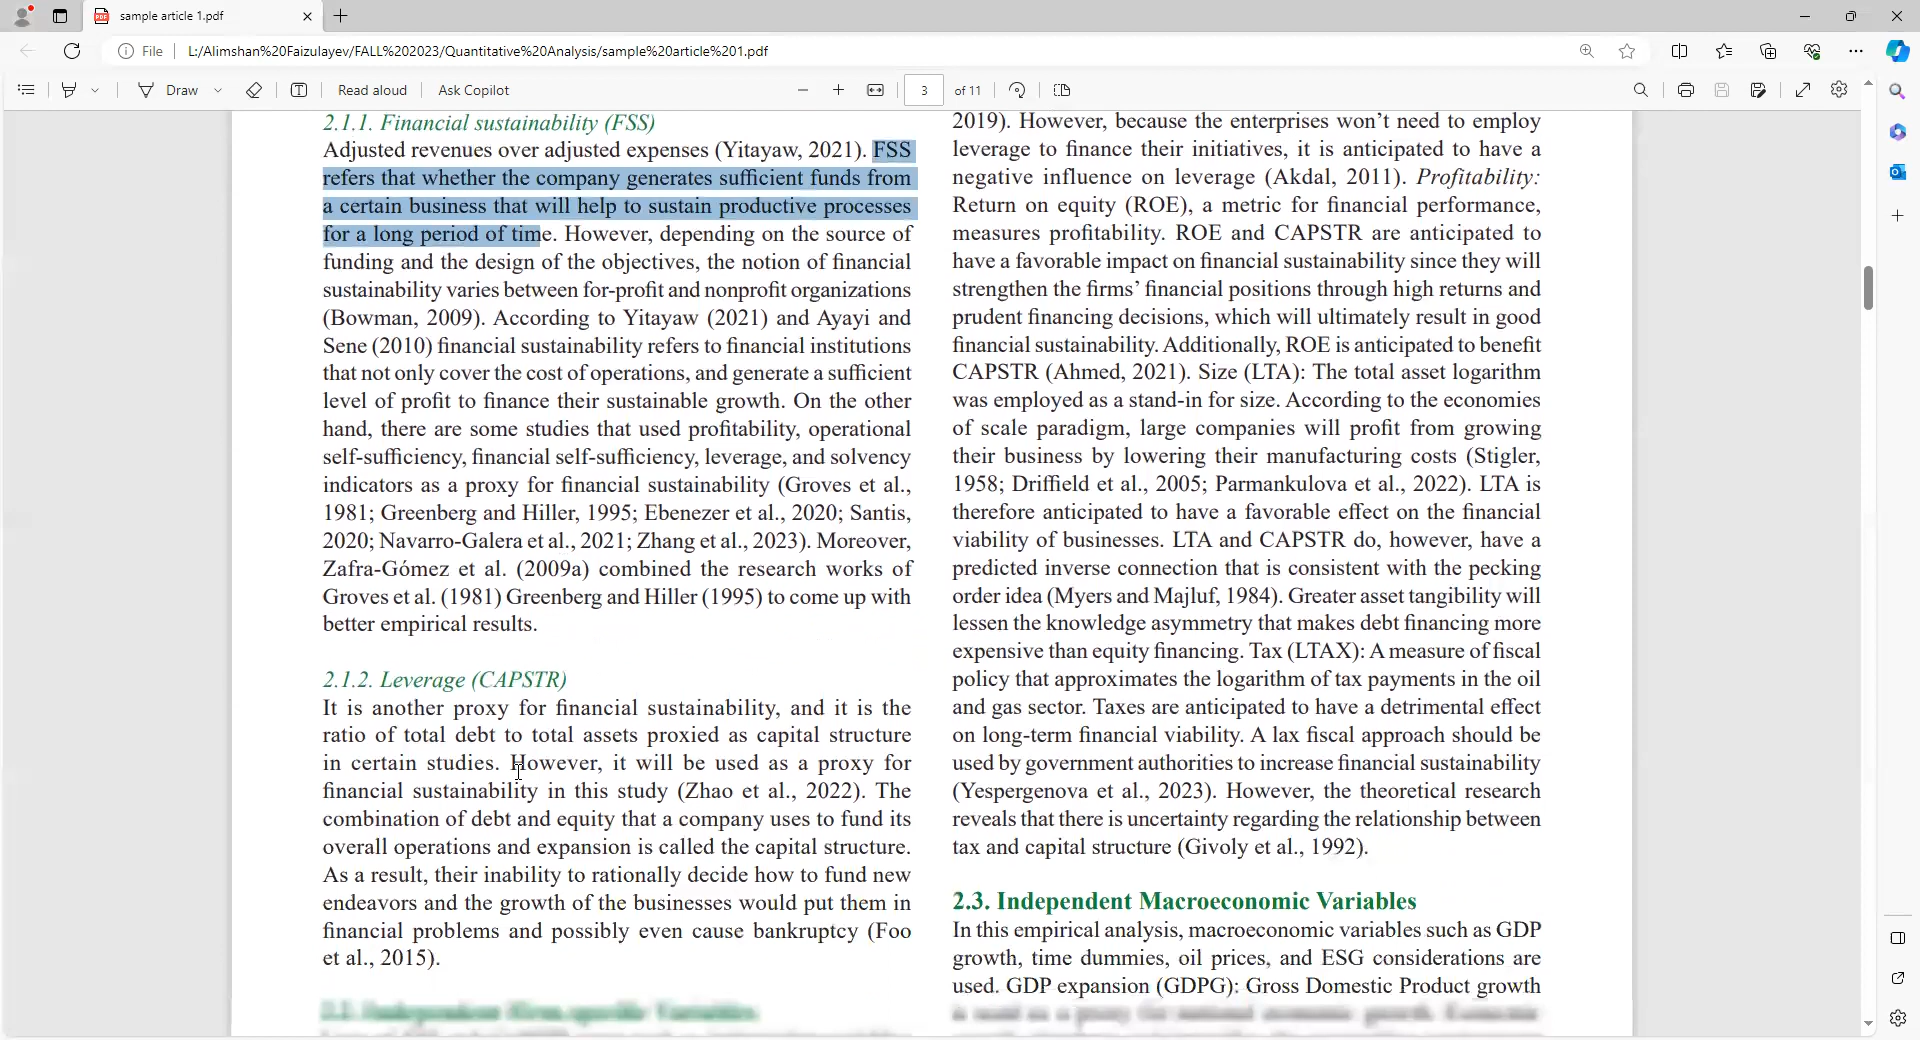 sample article 1.pdf
File
L:/Alimshan%20Faizulayev/FALL%202023/Quantitative%20Analysis/sample%20article%201.pdf
Draw
Read aloud
Ask Copilot
3
of 11
2.1.1. Financial sustainability (FSS)
Adjusted revenues over adjusted expenses (Yitayaw, 2021). FSS
refers that whether the company generates sufficient funds from
a certain business that will help to sustain productive processes
for a long period of time. However, depending on the source of
funding and the design of the objectives, the notion of financial
sustainability varies between for-profit and nonprofit organizations
(Bowman, 2009). According to Yitayaw (2021) and Ayayi and
Sene (2010) financial sustainability refers to financial institutions
that not only cover the cost of operations, and generate a sufficient
level of profit to finance their sustainable growth. On the other
hand, there are some studies that used profitability, operational
self-sufficiency, financial self-sufficiency, leverage, and solvency
indicators as a proxy for financial sustainability (Groves et al.,
1981; Greenberg and Hiller, 1995; Ebenezer et al., 2020; Santis,
2020; Navarro-Galera et al., 2021; Zhang et al., 2023). Moreover,
Zafra-Gómez et al. (2009a) combined the research works of
Groves et al. (1981) Greenberg and Hiller (1995) to come up with
better empirical results.
2.1.2. Leverage (CAPSTR)
It is another proxy for financial sustainability, and it is the
ratio of total debt to total assets proxied as capital structure
in certain studies. However, it will be used as a proxy for
financial sustainability in this study (Zhao et al., 2022). The
combination of debt and equity that a company uses to fund its
overall operations and expansion is called the capital structure.
As a result, their inability to rationally decide how to fund new
endeavors and the growth of the businesses would put them in
financial problems and possibly even cause bankruptcy (Foo
et al., 2015).
2019). However, because the enterprises won't need to employ
leverage to finance their initiatives, it is anticipated to have a
negative influence on leverage (Akdal, 2011). Profitability:
Return on equity (ROE), a metric for financial performance,
measures profitability. ROE and CAPSTR are anticipated to
have a favorable impact on financial sustainability since they will
strengthen the firms' financial positions through high returns and
prudent financing decisions, which will ultimately result in good
financial sustainability. Additionally, ROE is anticipated to benefit
CAPSTR (Ahmed, 2021). Size (LTA): The total asset logarithm
was employed as a stand-in for size. According to the economies
of scale paradigm, large companies will profit from growing
their business by lowering their manufacturing costs (Stigler,
1958; Driffield et al., 2005; Parmankulova et al., 2022). LTA is
therefore anticipated to have a favorable effect on the financial
viability of businesses. LTA and CAPSTR do, however, have a
predicted inverse connection that is consistent with the pecking
order idea (Myers and Majluf, 1984). Greater asset tangibility will
lessen the knowledge asymmetry that makes debt financing more
expensive than equity financing. Tax (LTAX): A measure of fiscal
policy that approximates the logarithm of tax payments in the oil
and gas sector. Taxes are anticipated to have a detrimental effect
on long-term financial viability. A lax fiscal approach should be
used by government authorities to increase financial sustainability
(Yespergenova et al., 2023). However, the theoretical research
reveals that there is uncertainty regarding the relationship between
tax and capital structure (Givoly et al., 1992).
2.3. Independent Macroeconomic Variables
In this empirical analysis, macroeconomic variables such as GDP
growth, time dummies, oil prices, and ESG considerations are
used. GDP expansion (GDPG): Gross Domestic Product growth